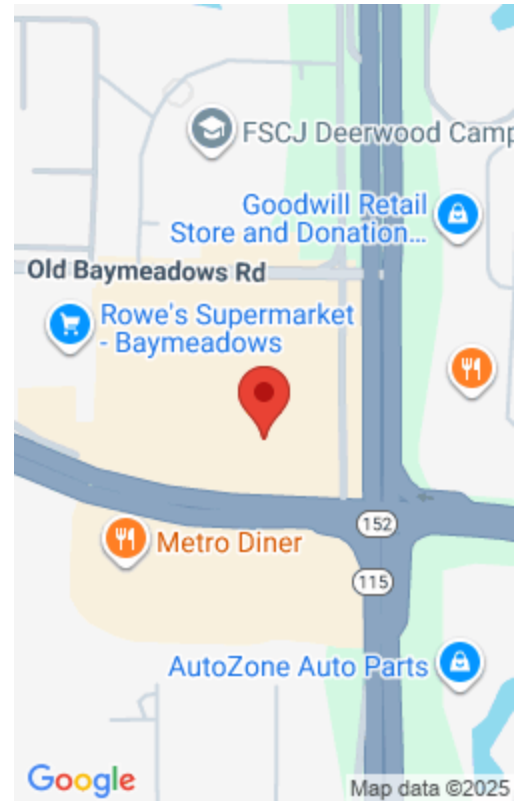 FSCJ Deerwood Camp
Goodwill Retail
Store and Donation...
Old Baymeadows Rd
Rowe's Supermarket
- Baymeadows
152
Metro Diner
115
AutoZone Auto Parts
Google
Map data ©2025